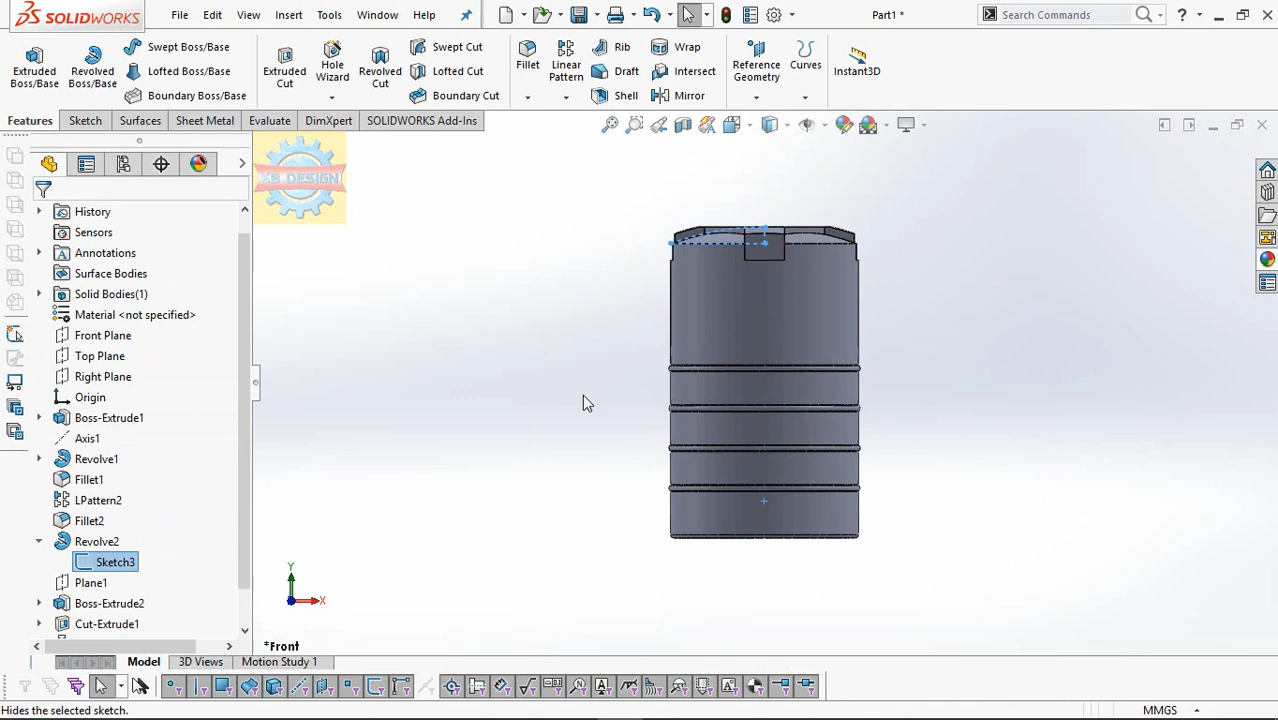 SOLIDWORKS
File
Edit
View
Insert
Tools
Window
Help
Part1 *
Search Commands
?
Extruded Boss/Base
Revolved Boss/Base
Swept Boss/Base
Lofted Boss/Base
Boundary Boss/Base
Extruded Cut
Hole Wizard
Revolved Cut
Swept Cut
Lofted Cut
Boundary Cut
Fillet
Linear Pattern
Rib
Draft
Shell
Wrap
Intersect
Mirror
Reference Geometry
Curves
Instant3D
Features
Sketch
Surfaces
Sheet Metal
Evaluate
DimXpert
SOLIDWORKS Add-Ins
KS DESIGN
History
Sensors
Annotations
Surface Bodies
Solid Bodies(1)
Material <not specified>
Front Plane
Top Plane
Right Plane
Origin
Boss-Extrude1
Axis1
Revolve1
Fillet1
LPattern2
Fillet2
Revolve2
Sketch3
Plane1
Boss-Extrude2
Cut-Extrude1
Y
X
*Front
Model
3D Views
Motion Study 1
Hides the selected sketch.
MMGS